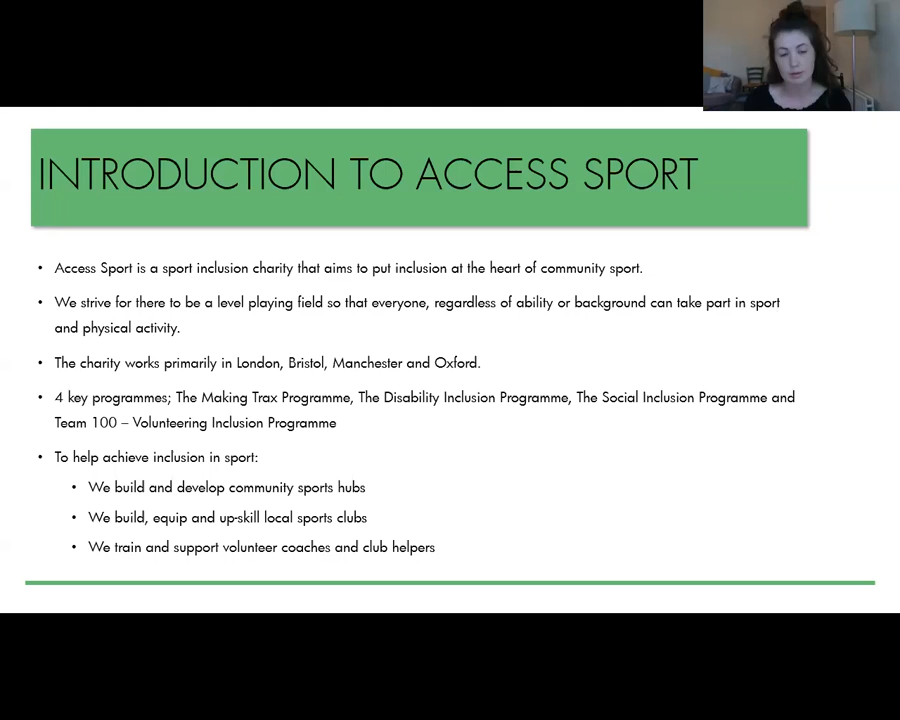 INTRODUCTION TO ACCESS SPORT
• Access Sport is a sport inclusion charity that aims to put inclusion at the heart of community sport.
• We strive for there to be a level playing field so that everyone, regardless of ability or background can take part in sport
and physical activity.
• The charity works primarily in London, Bristol, Manchester and Oxford.
• 4 key programmes; The Making Trax Programme, The Disability Inclusion Programme, The Social Inclusion Programme and
Team 100 – Volunteering Inclusion Programme
• To help achieve inclusion in sport:
• We build and develop community sports hubs
• We build, equip and up-skill local sports clubs
• We train and support volunteer coaches and club helpers